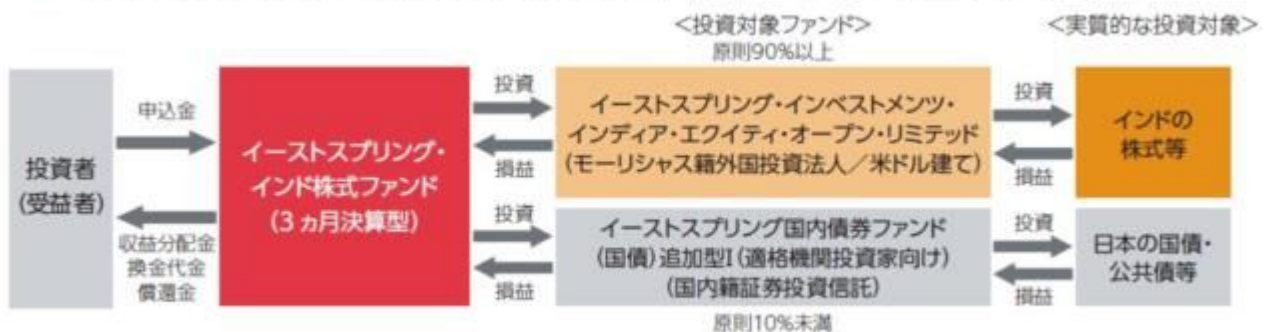 <投資対象ファンド>
原則90%以上
<実質的な投資対象>
投資者
(受益者)
申込金
収益分配金
換金代金
償還金
イーストスプリング・
インド株式ファンド
(3ヵ月決算型)
投資
損益
投資
損益
イーストスプリング・インベストメンツ・
インディア・エクイティ・オープン・リミテッド
(モーリシャス籍外国投資法人/米ドル建て)
イーストスプリング国内債券ファンド
(国債)追加型I(適格機関投資家向け)
(国内籍証券投資信託)
原則10%未満
投資
損益
投資
損益
インドの
株式等
日本の国債・
公共債等